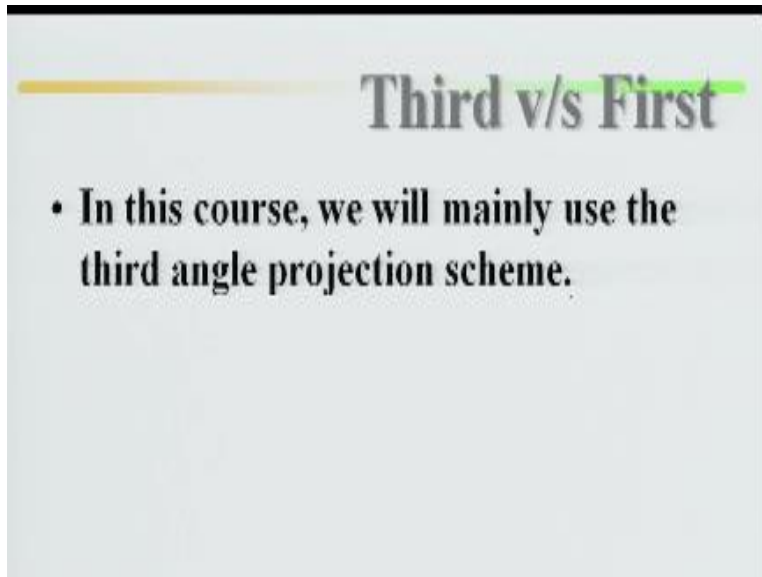 Third v/s First
• In this course, we will mainly use the
third angle projection scheme.